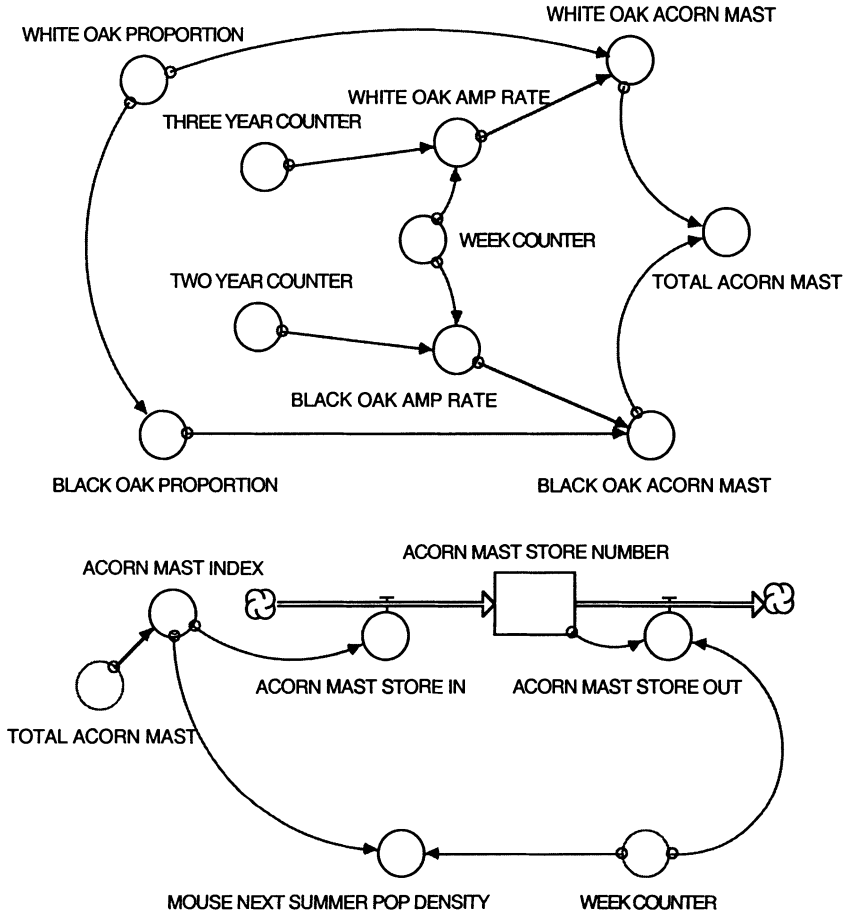 WHITE OAK ACORN MAST
WHITE OAK PROPORTION
WHITE OAK AMP RATE
THREE YEAR COUNTER
WEEK COUNTER
TWO YEAR COUNTER
TOTAL ACORN MAST
BLACK OAK AMP RATE
BLACK OAK PROPORTION
BLACK OAK ACORN MAST
ACORN MAST STORE NUMBER
ACORN MAST INDEX
ACORN MAST STORE IN
ACORN MAST STORE OUT
TOTAL ACORN MAST
MOUSE NEXT SUMMER POP DENSITY
WEEK COUNTER